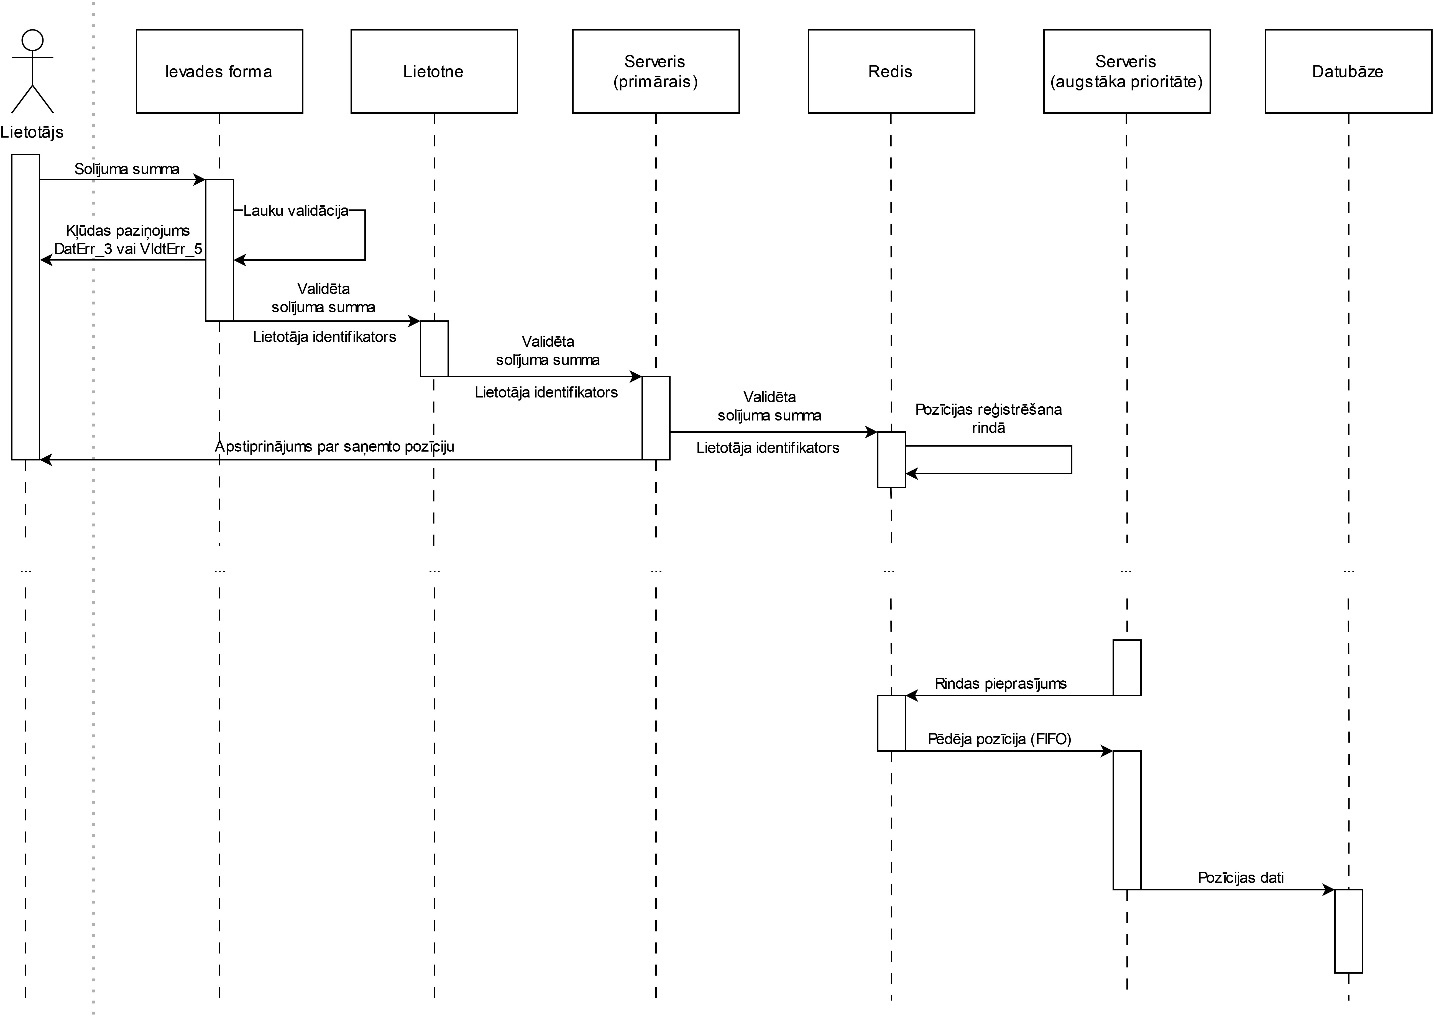 Lietotājs
Ievades forma
Lietotne
Serveris
(primārais)
Redis
Serveris
(augstāka prioritāte)
Datubāze
Solījuma summa
Lauku validācija
Kļūdas paziņojums
DatErr_3 vai VldtErr_5
Validēta
solījuma summa
Lietotāja identifikators
Validēta
solījuma summa
Lietotāja identifikators
Validēta
solījuma summa
Lietotāja identifikators
Pozīcijas reģistrēšana
rindā
Apstiprinājums par saņemto pozīciju
... ... ... ... ... ... ...
Rindas pieprasījums
Pēdēja pozīcija (FIFO)
Pozīcijas dati